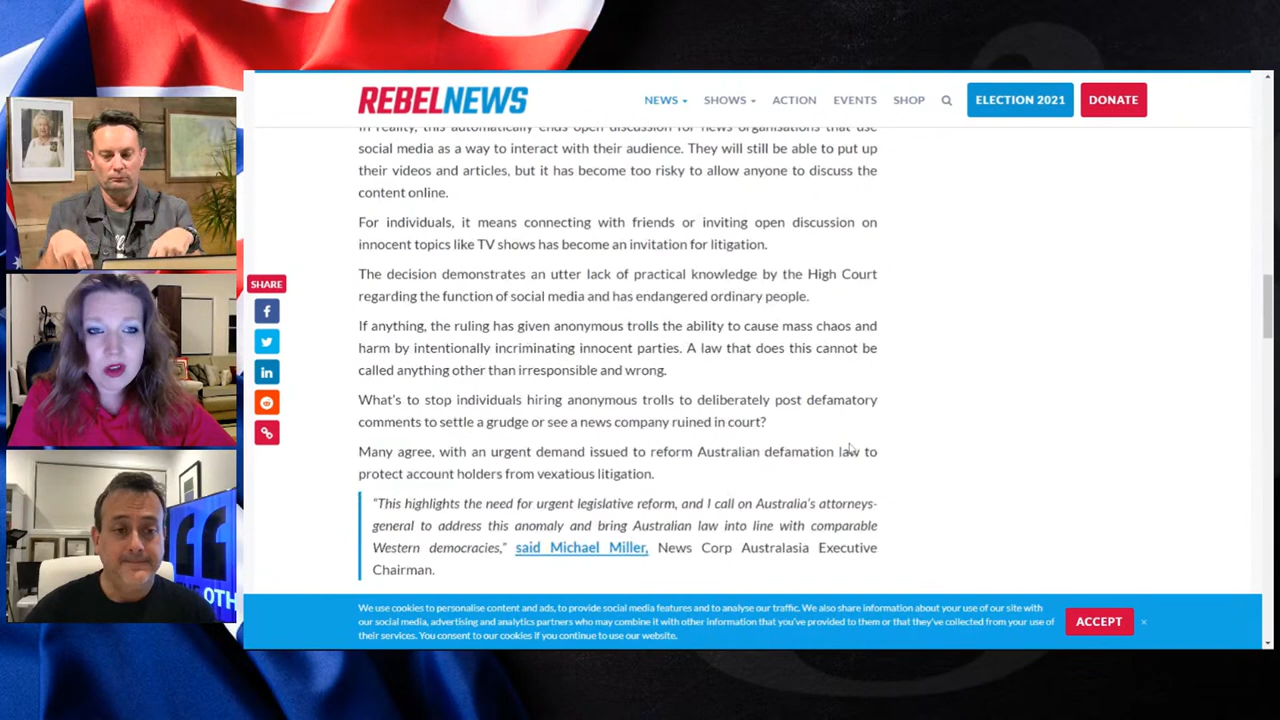 REBELNEWS
NEWS
SHOWS
ACTION
EVENTS
SHOP
ELECTION 2021
DONATE
In reality, this automatically ends open discussion for news organisations that use
social media as a way to interact with their audience. They will still be able to put up
their videos and articles, but it has become too risky to allow anyone to discuss the
content online.
For individuals, it means connecting with friends or inviting open discussion on
innocent topics like TV shows has become an invitation for litigation.
The decision demonstrates an utter lack of practical knowledge by the High Court
regarding the function of social media and has endangered ordinary people.
If anything, the ruling has given anonymous trolls the ability to cause mass chaos and
harm by intentionally incriminating innocent parties. A law that does this cannot be
called anything other than irresponsible and wrong.
What's to stop individuals hiring anonymous trolls to deliberately post defamatory
comments to settle a grudge or see a news company ruined in court?
Many agree, with an urgent demand issued to reform Australian defamation law to
protect account holders from vexatious litigation.
"This highlights the need for urgent legislative reform, and I call on Australia's attorneys-
general to address this anomaly and bring Australian law into line with comparable
Western democracies," said Michael Miller, News Corp Australasia Executive
Chairman.
SHARE
We use cookies to personalise content and ads, to provide social media features and to analyse our traffic. We also share information about your use of our site with
our social media, advertising and analytics partners who may combine it with other information that you've provided to them or that they've collected from your use of
their services. You consent to our cookies if you continue to use our website.
ACCEPT